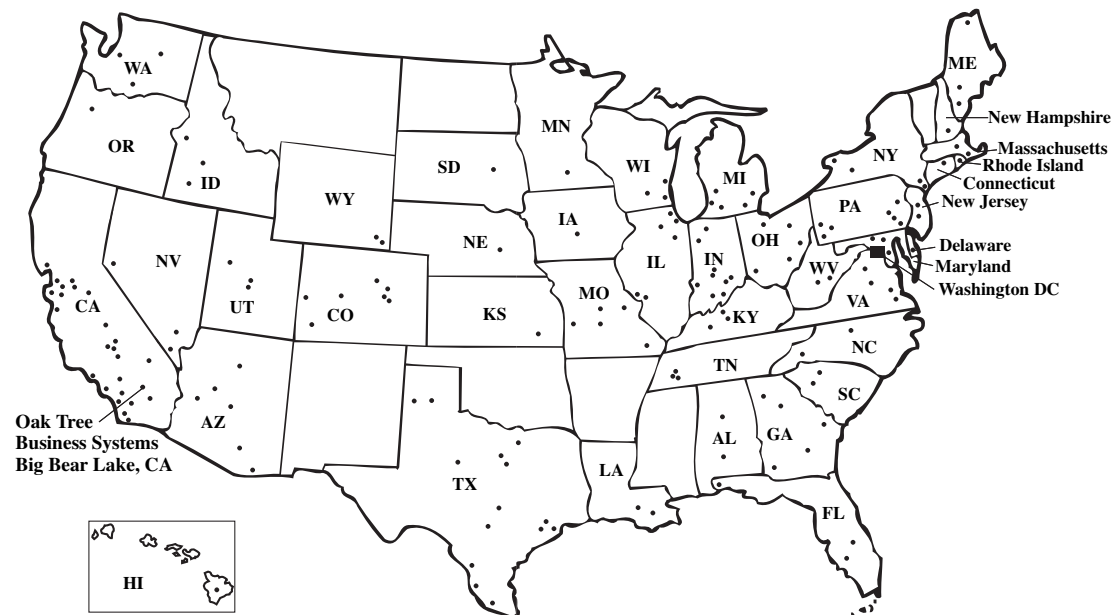 WA
ME
New Hampshire
MN
OR
Massachusetts
NY
WI
Rhode Island
SD
MI
ID
Connecticut
WY
New Jersey
PA
IA
NE
OH
Delaware
NV
IL
IN
WV
Maryland
Washington DC
CA
UT
MO
VA
CO
KS
KY
NC
TN
SC
Oak Tree
Business Systems
Big Bear Lake, CA
AZ
AL
GA
LA
TX
FL
HI